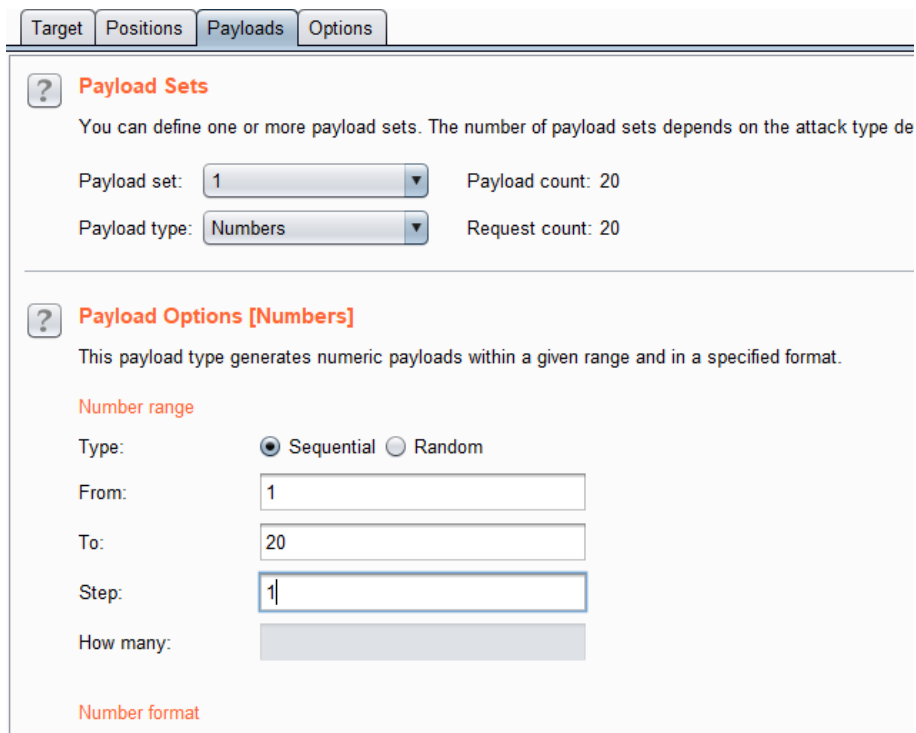 Target Positions Payloads Options
? Payload Sets
You can define one or more payload sets. The number of payload sets depends on the attack type de
Payload set: 1 Payload count: 20
Payload type: Numbers Request count: 20
? Payload Options [Numbers]
This payload type generates numeric payloads within a given range and in a specified format.
Number range
Type: Sequential Random
From: 1
To: 20
Step: 1
How many:
Number format